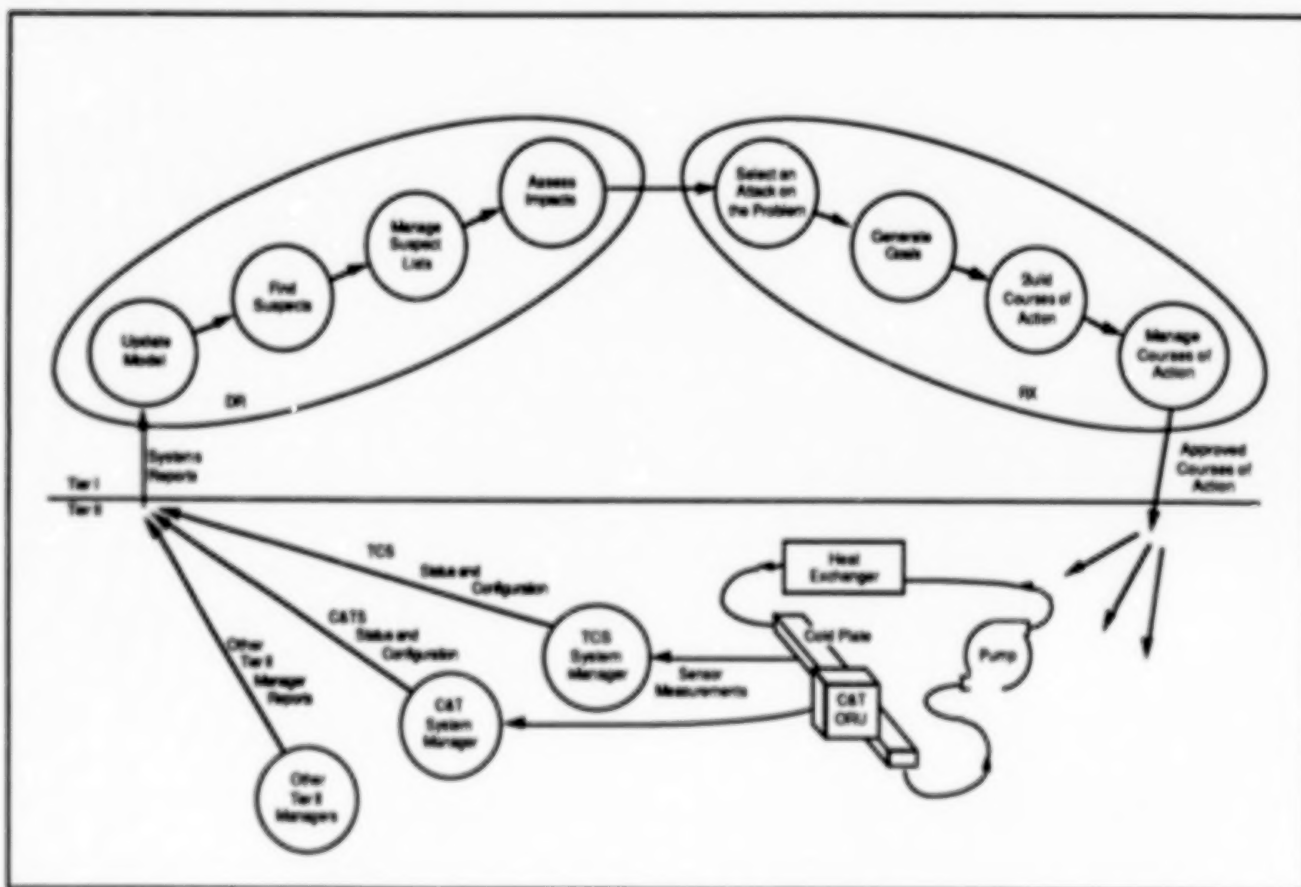 Assess
Impacts
Select an
Attack on
the Problem
Manage
Suspect
Lists
Generate
Goals
Find
Suspects
Build
Courses of
Action
Update
Model
Manage
Courses of
Action
DR
RX
Systems
Reports
Approved
Courses of
Action
Tier I
Tier II
TCS
Status and
Configuration
Heat
Exchanger
C&TS
Status and
Configuration
TCS
System
Manager
Cold Plate
Pump
Other
Tier II
Manager
Reports
Sensor
Measurements
C&T
System
Manager
C&T
ORU
Other
Tier II
Managers